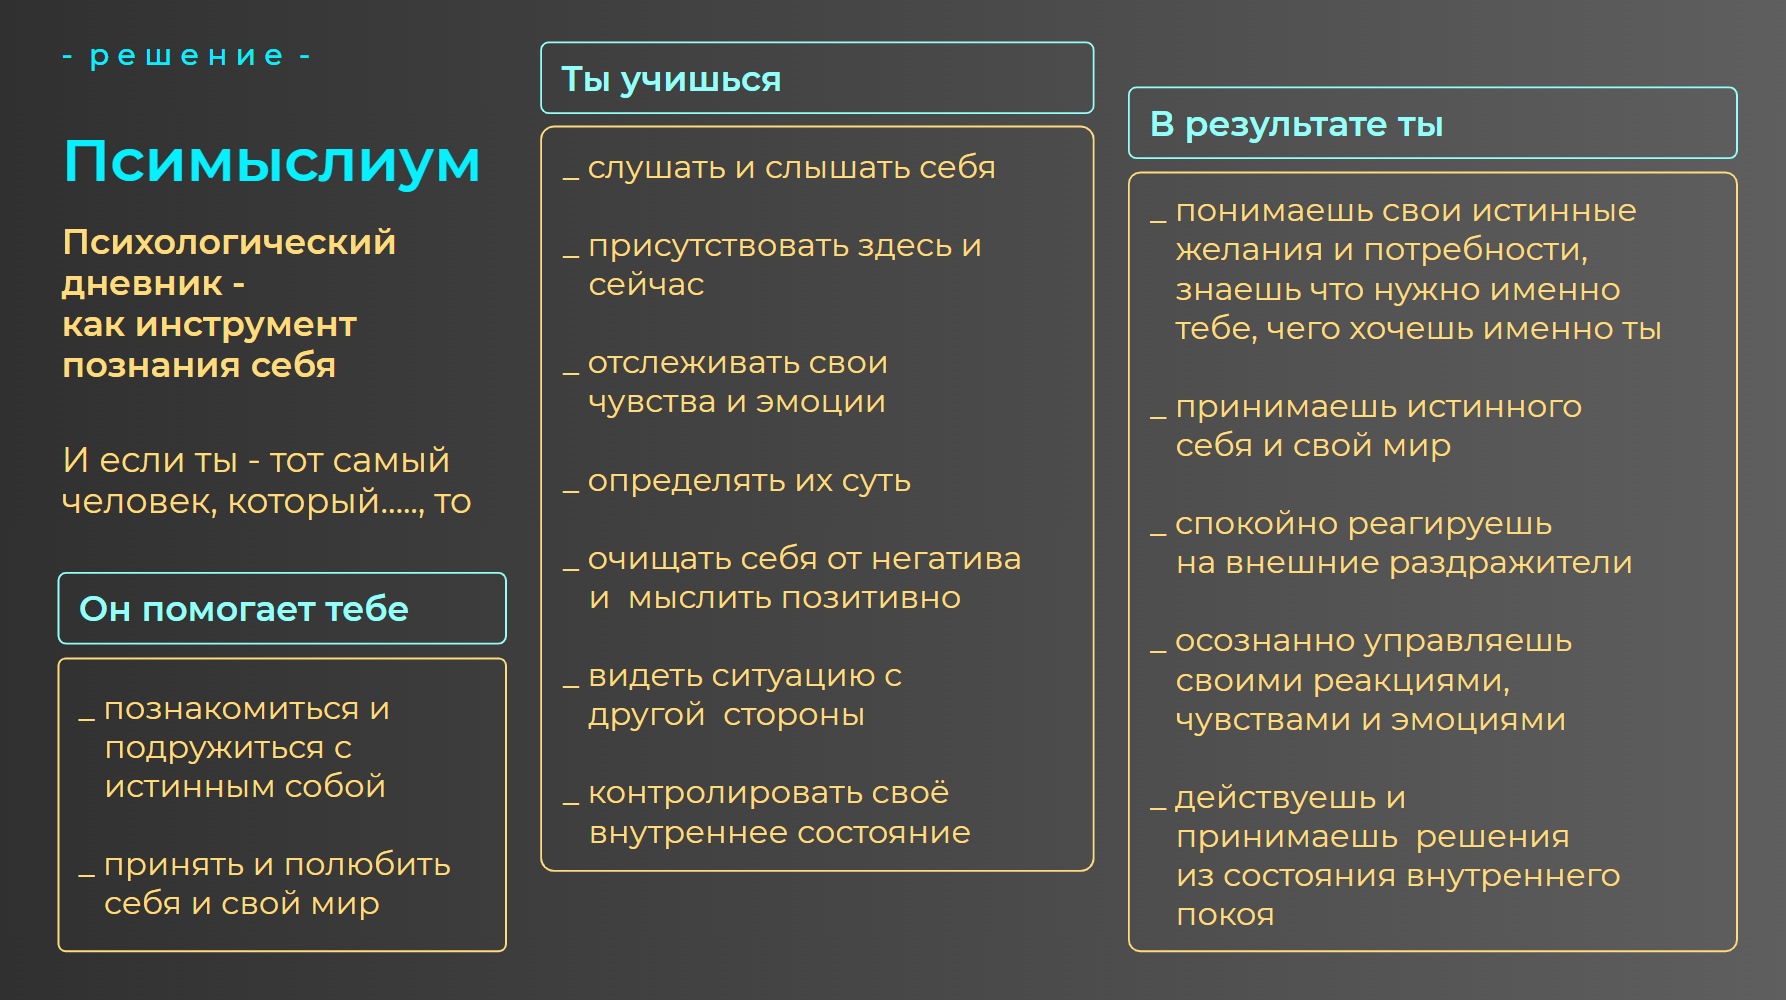 - решение -
Псимыслиум
Психологический
дневник -
как инструмент
познания себя
И если ты - тот самый
человек, который....., то
Он помогает тебе
_ познакомиться и
подружиться с
истинным собой
_ принять и полюбить
себя и свой мир
Ты учишься
_ слушать и слышать себя
_ присутствовать здесь и
сейчас
_ отслеживать свои
чувства и эмоции
_ определять их суть
_ очищать себя от негатива
и  мыслить позитивно
_ видеть ситуацию с
другой  стороны
_ контролировать своё
внутреннее состояние
В результате ты
_ понимаешь свои истинные
желания и потребности,
знаешь что нужно именно
тебе, чего хочешь именно ты
_ принимаешь истинного
себя и свой мир
_ спокойно реагируешь
на внешние раздражители
_ осознанно управляешь
своими реакциями,
чувствами и эмоциями
_ действуешь и
принимаешь  решения
из состояния внутреннего
покоя